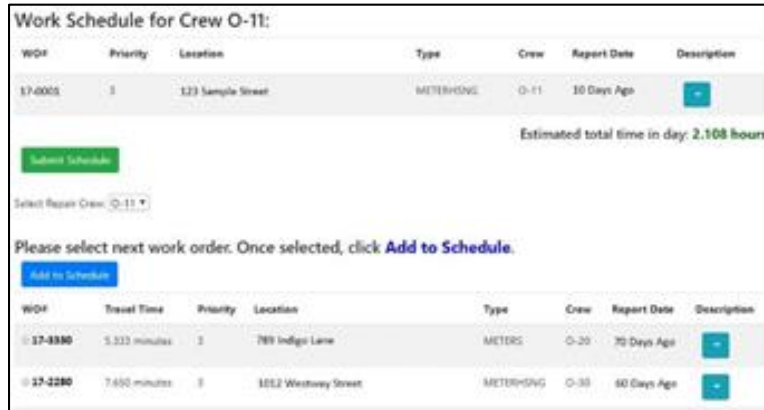 Work Schedule for Crew O-11:
WO# Priority Location Type Crew Report Date Description
17-0001 3 123 Sample Street METERHSNG O-11 10 Days Ago
Estimated total time in day: 2.108 hours
Submit Schedule
Select Repair Crew: O-11
Please select next work order. Once selected, click Add to Schedule.
Add to Schedule
WO# Travel Time Priority Location Type Crew Report Date Description
17-3330 5.333 minutes 3 789 Indigo Lane METERS O-20 70 Days Ago
17-2280 7.650 minutes 3 1012 Westway Street METERHSNG O-30 60 Days Ago